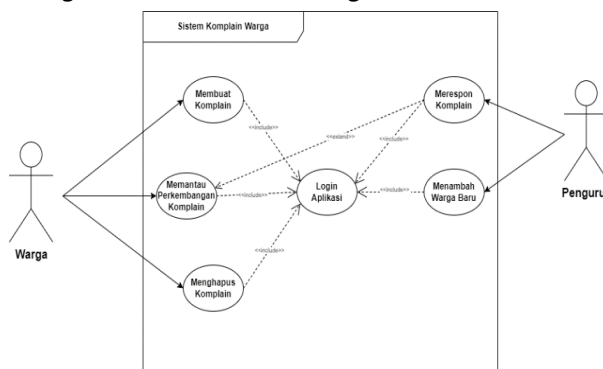 Sistem Komplain Warga
Membuat
Komplain
Merespon
Komplain
<<include>>
<<extend>>
<<include>>
Memantau
Perkembangan
Komplain
<<include>>
Login
Aplikasi
<<include>>
Menambah
Warga Baru
Warga
Penguru
<<include>>
Menghapus
Komplain